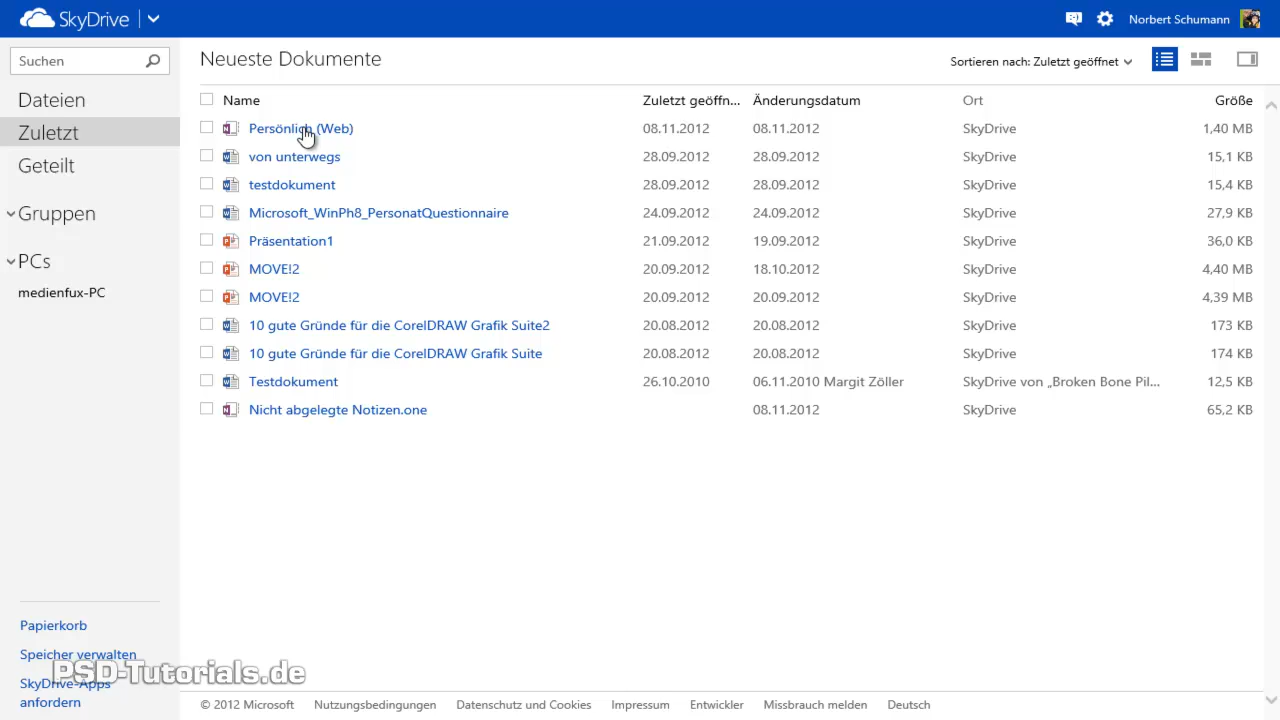 SkyDrive
Norbert Schumann
Suchen
Neueste Dokumente
Sortieren nach: Zuletzt geöffnet
Dateien
Zuletzt
Geteilt
Gruppen
PCs
medienfux-PC
Name Zuletzt geöffn... Änderungsdatum Ort Größe
Persönlich (Web) 08.11.2012 08.11.2012 SkyDrive 1,40 MB
von unterwegs 28.09.2012 28.09.2012 SkyDrive 15,1 KB
testdokument 28.09.2012 28.09.2012 SkyDrive 15,4 KB
Microsoft_WinPh8_PersonatQuestionnaire 24.09.2012 24.09.2012 SkyDrive 27,9 KB
Präsentation1 21.09.2012 19.09.2012 SkyDrive 36,0 KB
MOVE!2 20.09.2012 18.10.2012 SkyDrive 4,40 MB
MOVE!2 20.09.2012 20.09.2012 SkyDrive 4,39 MB
10 gute Gründe für die CorelDRAW Grafik Suite2 20.08.2012 20.08.2012 SkyDrive 173 KB
10 gute Gründe für die CorelDRAW Grafik Suite 20.08.2012 20.08.2012 SkyDrive 174 KB
Testdokument 26.10.2010 06.11.2010 Margit Zöller SkyDrive von „Broken Bone Pil... 12,5 KB
Nicht abgelegte Notizen.one 08.11.2012 SkyDrive 65,2 KB
Papierkorb
Speicher verwalten
SkyDrive-Apps
anfordern
PSD-Tutorials.de
© 2012 Microsoft Nutzungsbedingungen Datenschutz und Cookies Impressum Entwickler Missbrauch melden Deutsch